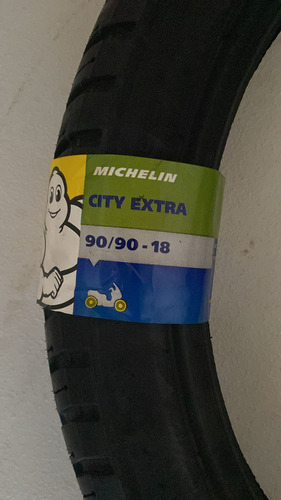 MICHELIN
CITY EXTRA
90/90 - 18